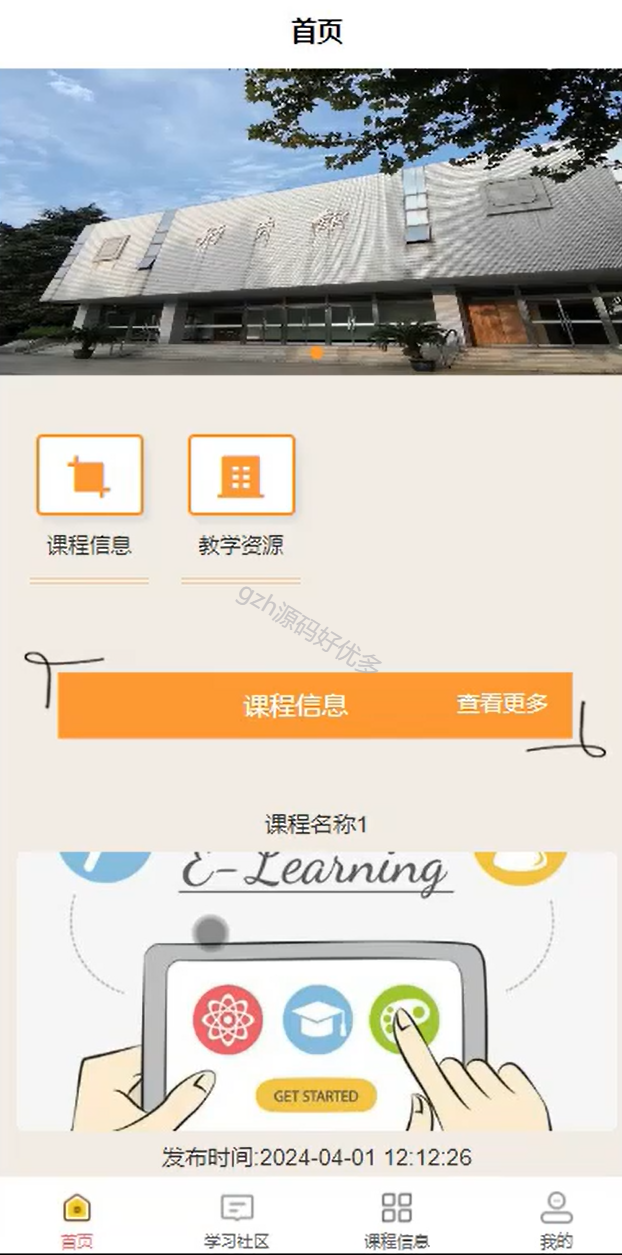 首页
课程信息
教学资源
gzh源码好优多
课程信息
查看更多
课程名称1
E-Learning
GET STARTED
发布时间:2024-04-01 12:12:26
首页
学习社区
课程信息
我的